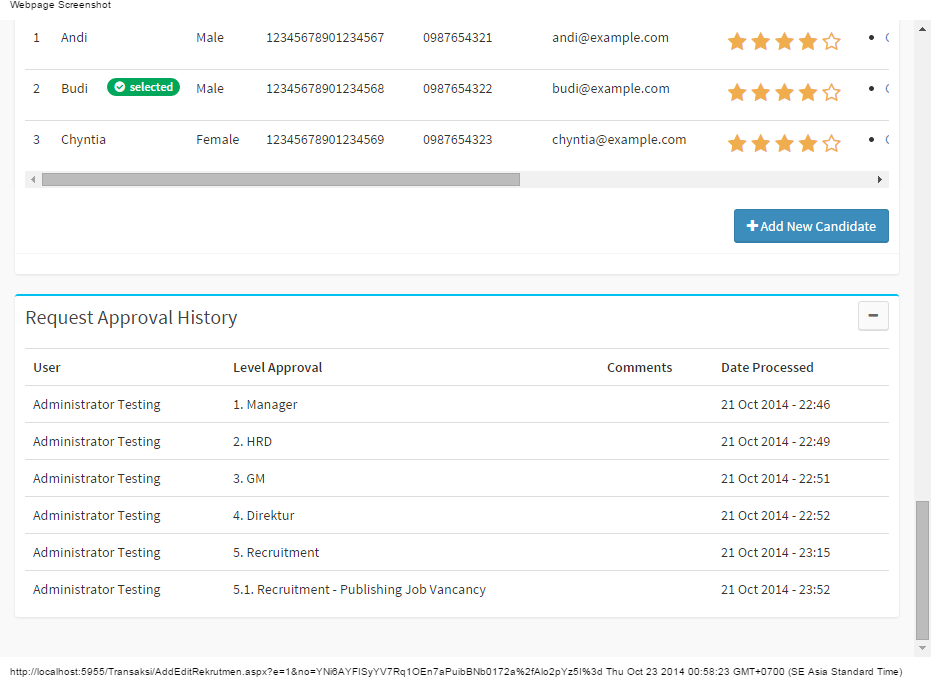 Webpage Screenshot
1 Andi Male 12345678901234567 0987654321 andi@example.com
2 Budi selected Male 12345678901234568 0987654322 budi@example.com
3 Chyntia Female 12345678901234569 0987654323 chyntia@example.com
Add New Candidate
Request Approval History
User Level Approval Comments Date Processed
Administrator Testing 1. Manager 21 Oct 2014 - 22:46
Administrator Testing 2. HRD 21 Oct 2014 - 22:49
Administrator Testing 3. GM 21 Oct 2014 - 22:51
Administrator Testing 4. Direktur 21 Oct 2014 - 22:52
Administrator Testing 5. Recruitment 21 Oct 2014 - 23:15
Administrator Testing 5.1. Recruitment - Publishing Job Vancancy 21 Oct 2014 - 23:52
http://localhost:5955/Transaksi/AddEditRekrutmen.aspx?e=1&no=YNi6AYFlSyYV7Rq1OEn7aPuibBNb0172a%2fAlo2pYz5I%3d Thu Oct 23 2014 00:58:23 GMT+0700 (SE Asia Standard Time)